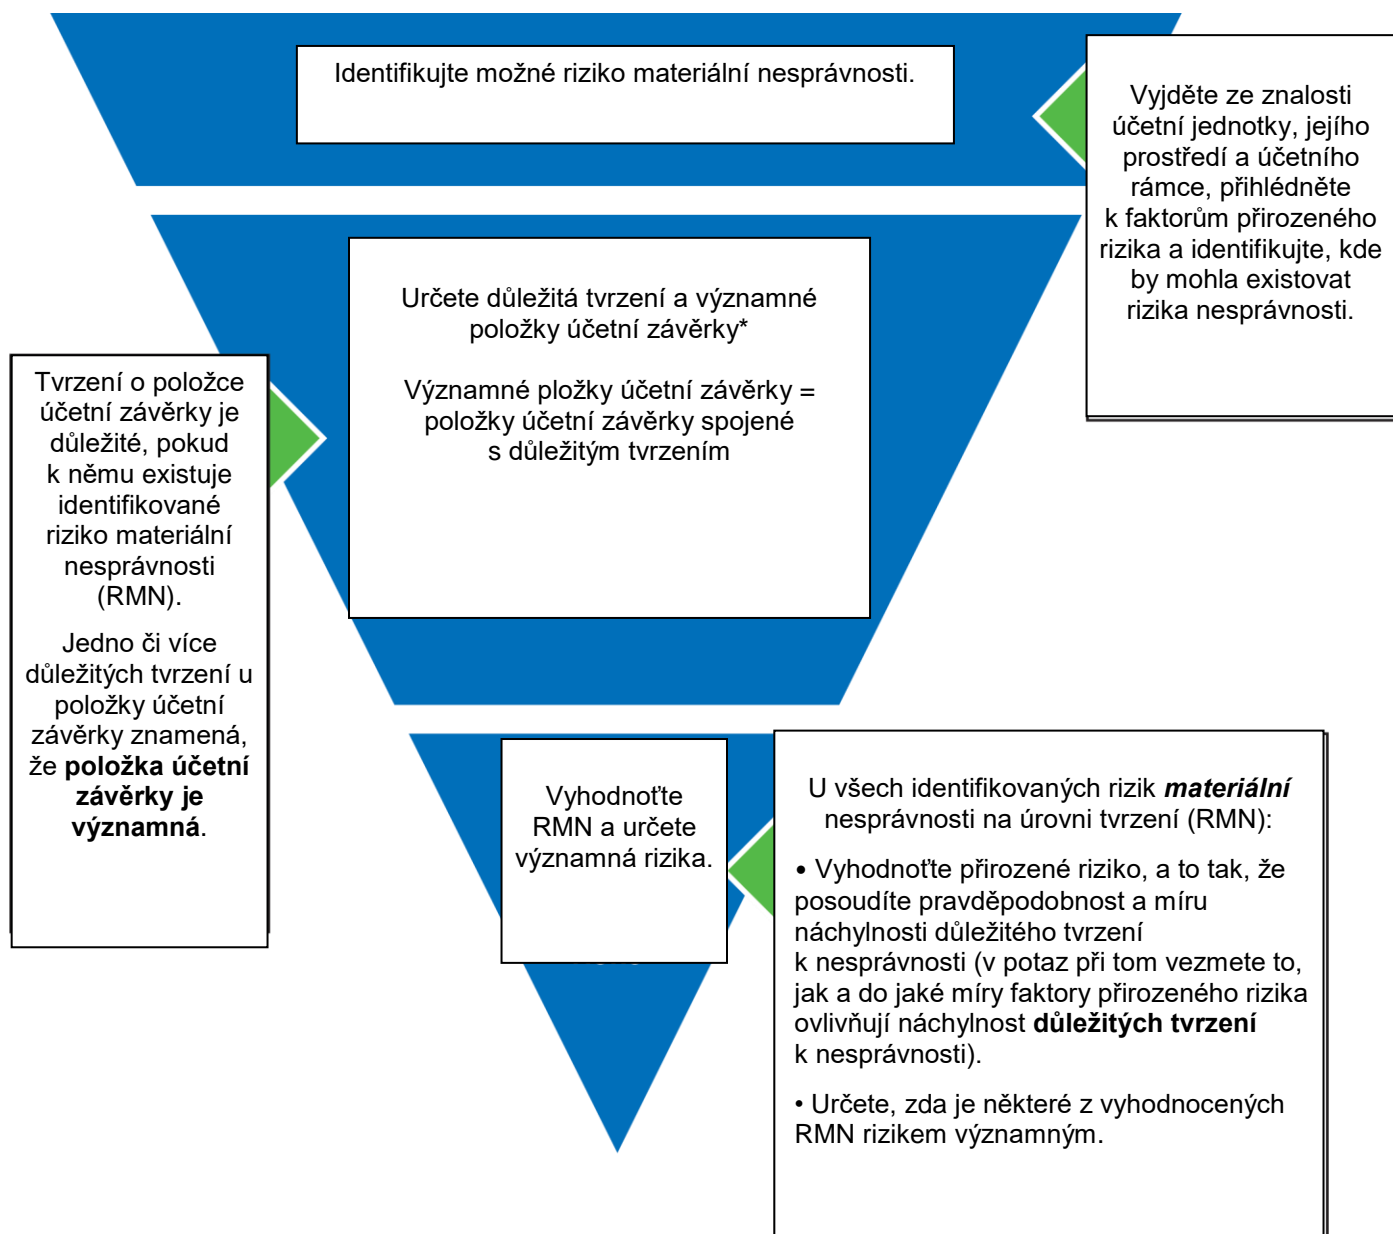 Identifikujte možné riziko materiální nesprávnosti.
Vyjděte ze znalosti
účetní jednotky, jejího
prostředí a účetního
rámce, přihlédněte
k faktorům přirozeného
rizika a identifikujte, kde
by mohla existovat
rizika nesprávnosti.
Určete důležitá tvrzení a významné
položky účetní závěrky*
Významné pložky účetní závěrky =
položky účetní závěrky spojené
s důležitým tvrzením
Tvrzení o položce
účetní závěrky je
důležité, pokud
k němu existuje
identifikované
riziko materiální
nesprávnosti
(RMN).
Jedno či více
důležitých tvrzení u
položky účetní
závěrky znamená,
že položka účetní
závěrky je
významná.
Vyhodnoťte
RMN a určete
významná rizika.
U všech identifikovaných rizik materiální
nesprávnosti na úrovni tvrzení (RMN):
• Vyhodnoťte přirozené riziko, a to tak, že
posoudíte pravděpodobnost a míru
náchylnosti důležitého tvrzení
k nesprávnosti (v potaz při tom vezmete to,
jak a do jaké míry faktory přirozeného rizika
ovlivňují náchylnost důležitých tvrzení
k nesprávnosti).
• Určete, zda je některé z vyhodnocených
RMN rizikem významným.